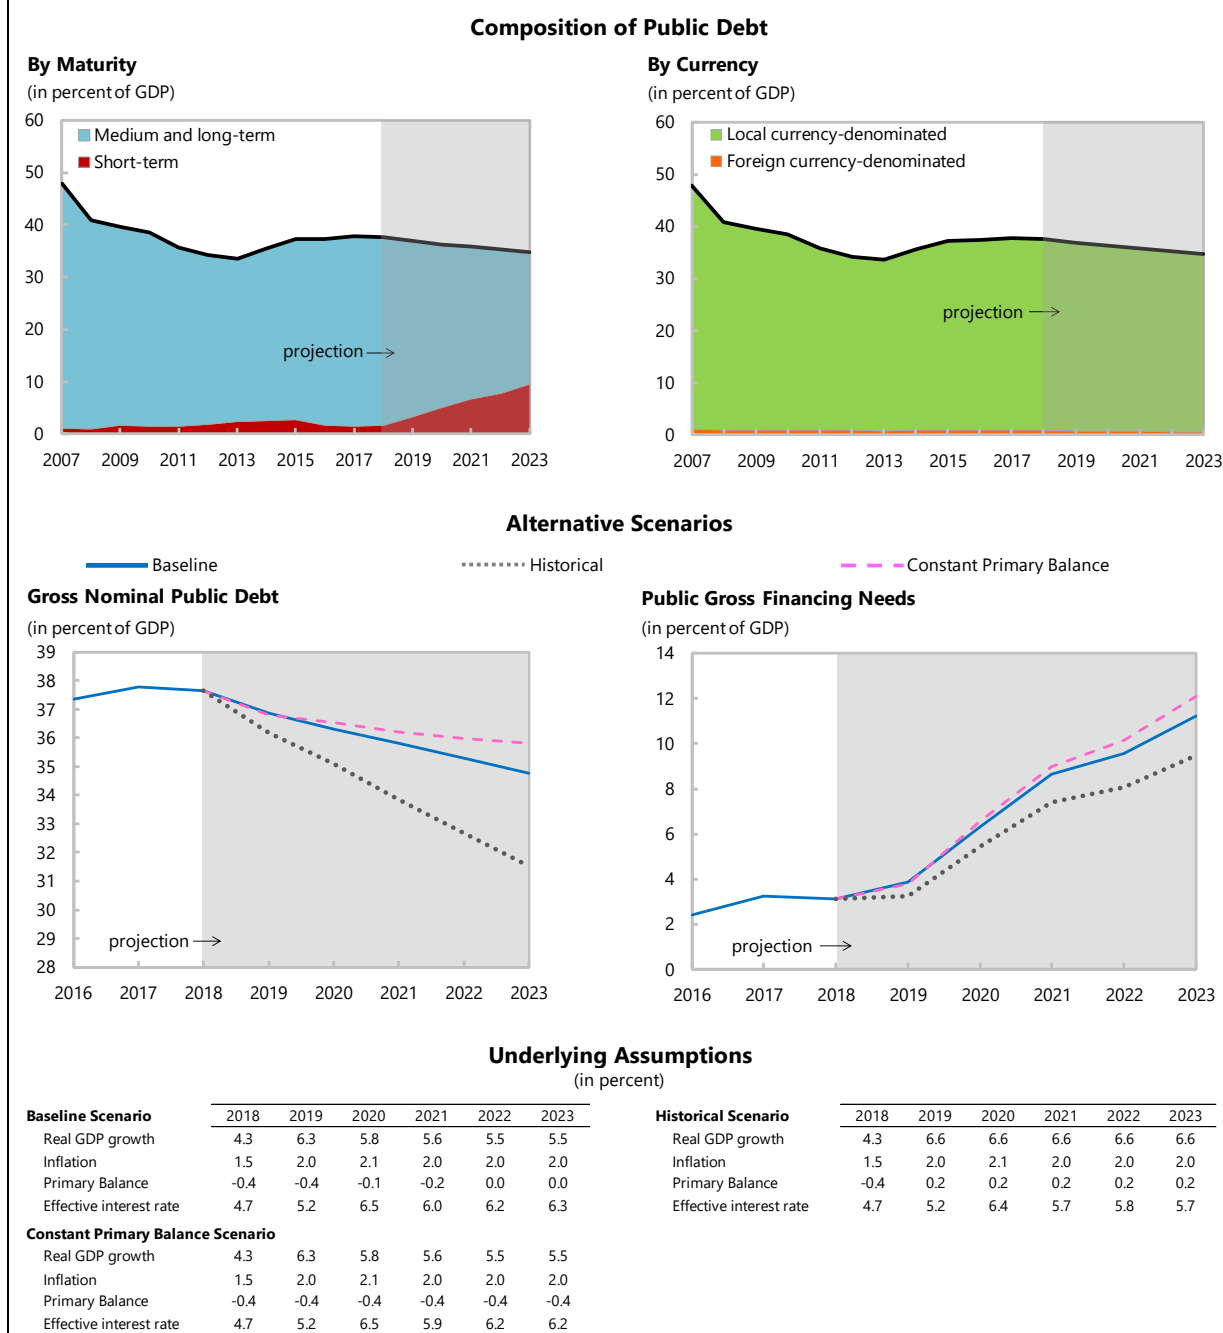 Composition of Public Debt
By Maturity
(in percent of GDP)
60
50
40
30
20
10
0
Medium and long-term
Short-term
projection
2007 2009 2011 2013 2015 2017 2019 2021 2023
By Currency
(in percent of GDP)
60
50
40
30
20
10
0
Local currency-denominated
Foreign currency-denominated
projection
2007 2009 2011 2013 2015 2017 2019 2021 2023
Alternative Scenarios
Baseline Historical Constant Primary Balance
Gross Nominal Public Debt
(in percent of GDP)
39
38
37
36
35
34
33
32
31
30
29
28
projection
2016 2017 2018 2019 2020 2021 2022 2023
Public Gross Financing Needs
(in percent of GDP)
14
12
10
8
6
4
2
0
projection
2016 2017 2018 2019 2020 2021 2022 2023
Underlying Assumptions
(in percent)
Baseline Scenario 2018 2019 2020 2021 2022 2023
Real GDP growth 4.3 6.3 5.8 5.6 5.5 5.5
Inflation 1.5 2.0 2.1 2.0 2.0 2.0
Primary Balance -0.4 -0.4 -0.1 -0.2 0.0 0.0
Effective interest rate 4.7 5.2 6.5 6.0 6.2 6.3
Constant Primary Balance Scenario
Real GDP growth 4.3 6.3 5.8 5.6 5.5 5.5
Inflation 1.5 2.0 2.1 2.0 2.0 2.0
Primary Balance -0.4 -0.4 -0.4 -0.4 -0.4 -0.4
Effective interest rate 4.7 5.2 6.5 5.9 6.2 6.2
Historical Scenario 2018 2019 2020 2021 2022 2023
Real GDP growth 4.3 6.6 6.6 6.6 6.6 6.6
Inflation 1.5 2.0 2.1 2.0 2.0 2.0
Primary Balance -0.4 0.2 0.2 0.2 0.2 0.2
Effective interest rate 4.7 5.2 6.4 5.7 5.8 5.7